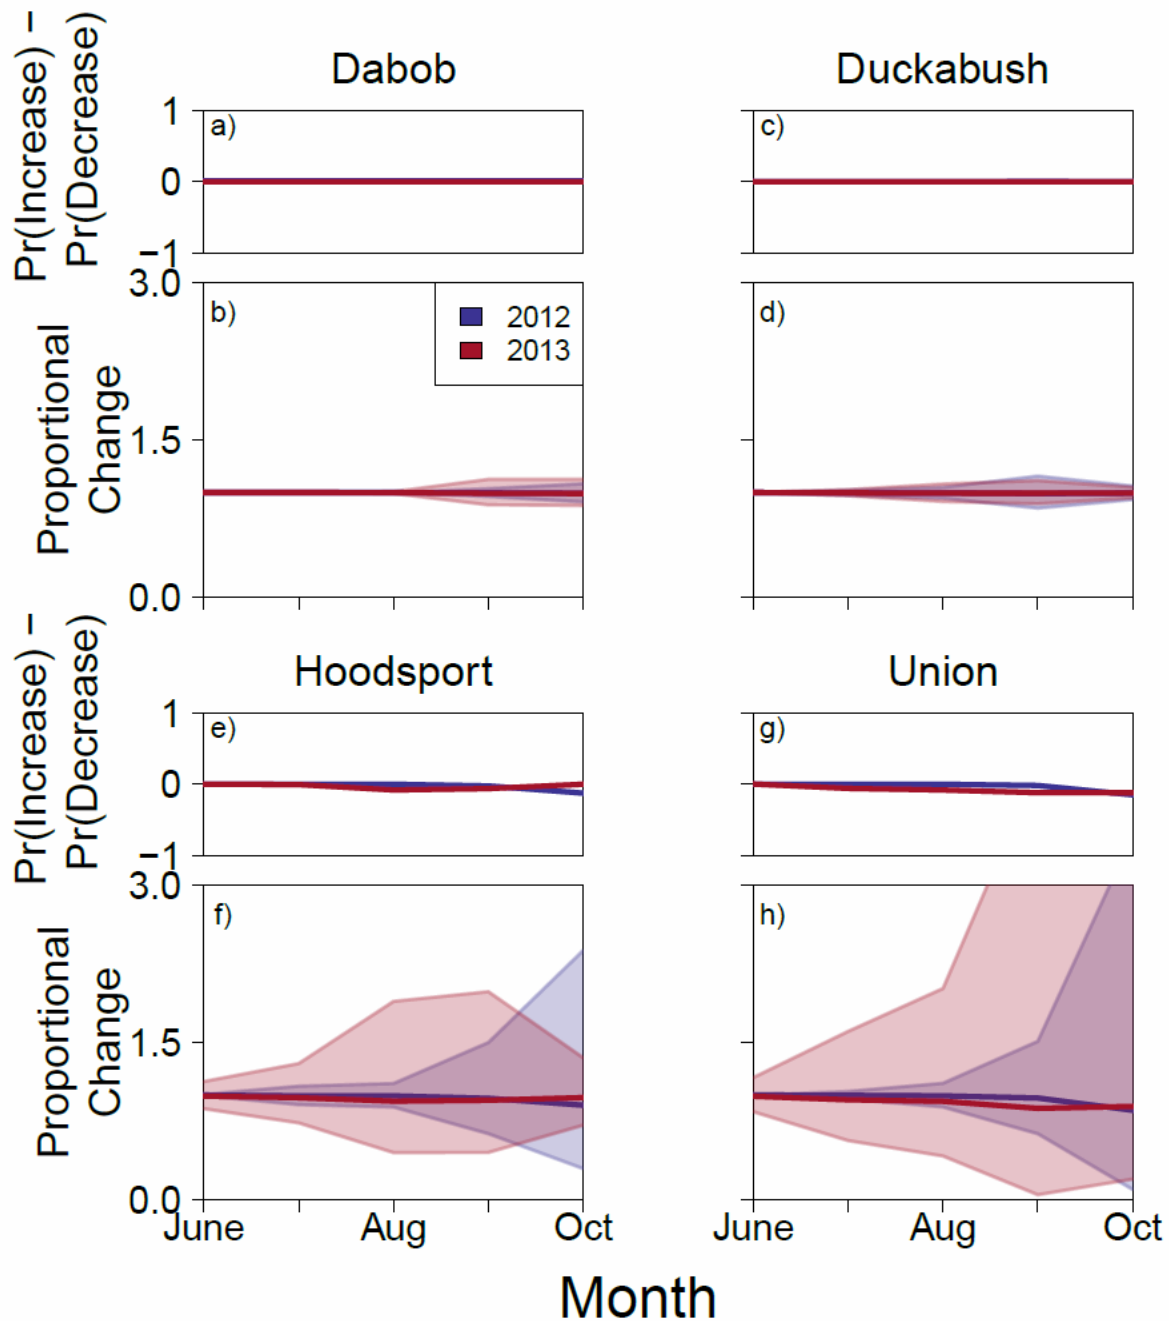 Dabob
Duckabush
Pr(Increase) −
Pr(Decrease)
1
0
−1
a)
c)
Proportional
Change
3.0
1.5
0.0
b)
2012
2013
d)
Hoodsport
Union
Pr(Increase) −
Pr(Decrease)
1
0
−1
e)
g)
Proportional
Change
3.0
1.5
0.0
f)
h)
June Aug Oct
June Aug Oct
Month